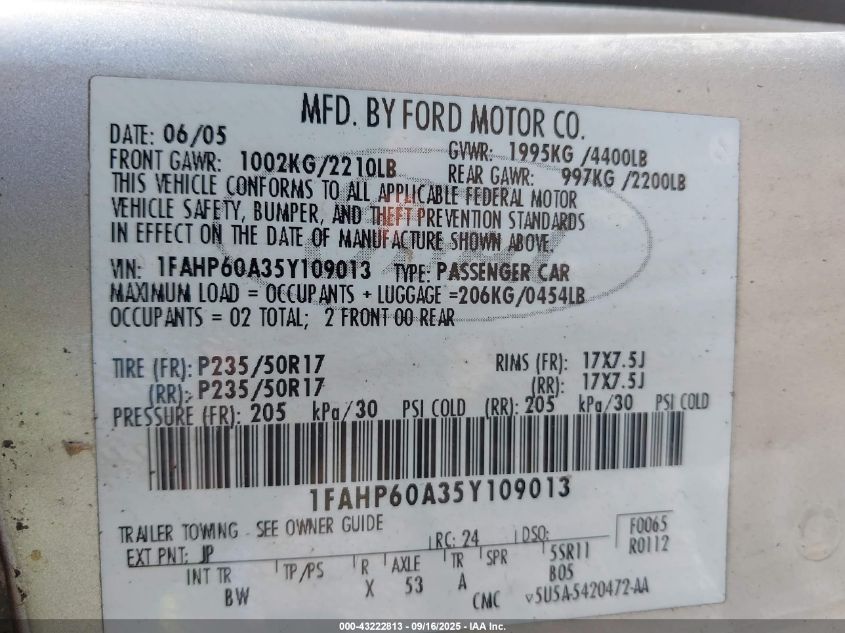 MFD. BY FORD MOTOR CO.
DATE: 06/05 GVWR: 1995KG /4400LB
FRONT GAWR: 1002KG/2210LB REAR GAWR: 997KG /2200LB
THIS VEHICLE CONFORMS TO ALL APPLICABLE FEDERAL MOTOR
VEHICLE SAFETY, BUMPER, AND THEFT PREVENTION STANDARDS
IN EFFECT ON THE DATE OF MANUFACTURE SHOWN ABOVE.
VIN: 1FAHP60A35Y109013 TYPE: PASSENGER CAR
MAXIMUM LOAD = OCCUPANTS + LUGGAGE =206KG/0454LB
OCCUPANTS = 02 TOTAL; 2 FRONT 00 REAR
TIRE (FR): P235/50R17 RIMS (FR): 17X7.5J
(RR): P235/50R17 (RR): 17X7.5J
PRESSURE (FR): 205 kPa/30 PSI COLD (RR): 205 kPa/30 PSI COLD
1FAHP60A35Y109013
TRAILER TOWING - SEE OWNER GUIDE
EXT PNT: JP RC: 24 DSO: F0065
R0112
INT TR TP/PS R AXLE TR SPR 5SR11
BW X 53 A B05
CMC v5U5A-5420472-AA
000-43222813 - 09/16/2025 - IAA Inc.